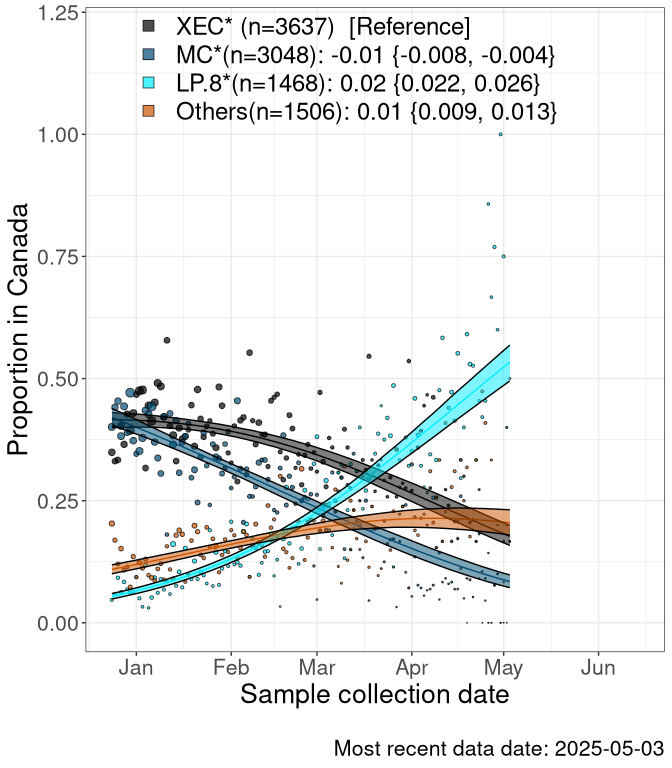 XEC* (n=3637)  [Reference]
MC*(n=3048): -0.01 {-0.008, -0.004}
LP.8*(n=1468): 0.02 {0.022, 0.026}
Others(n=1506): 0.01 {0.009, 0.013}
Proportion in Canada
1.25
1.00
0.75
0.50
0.25
0.00
Jan Feb Mar Apr May Jun
Sample collection date
Most recent data date: 2025-05-03